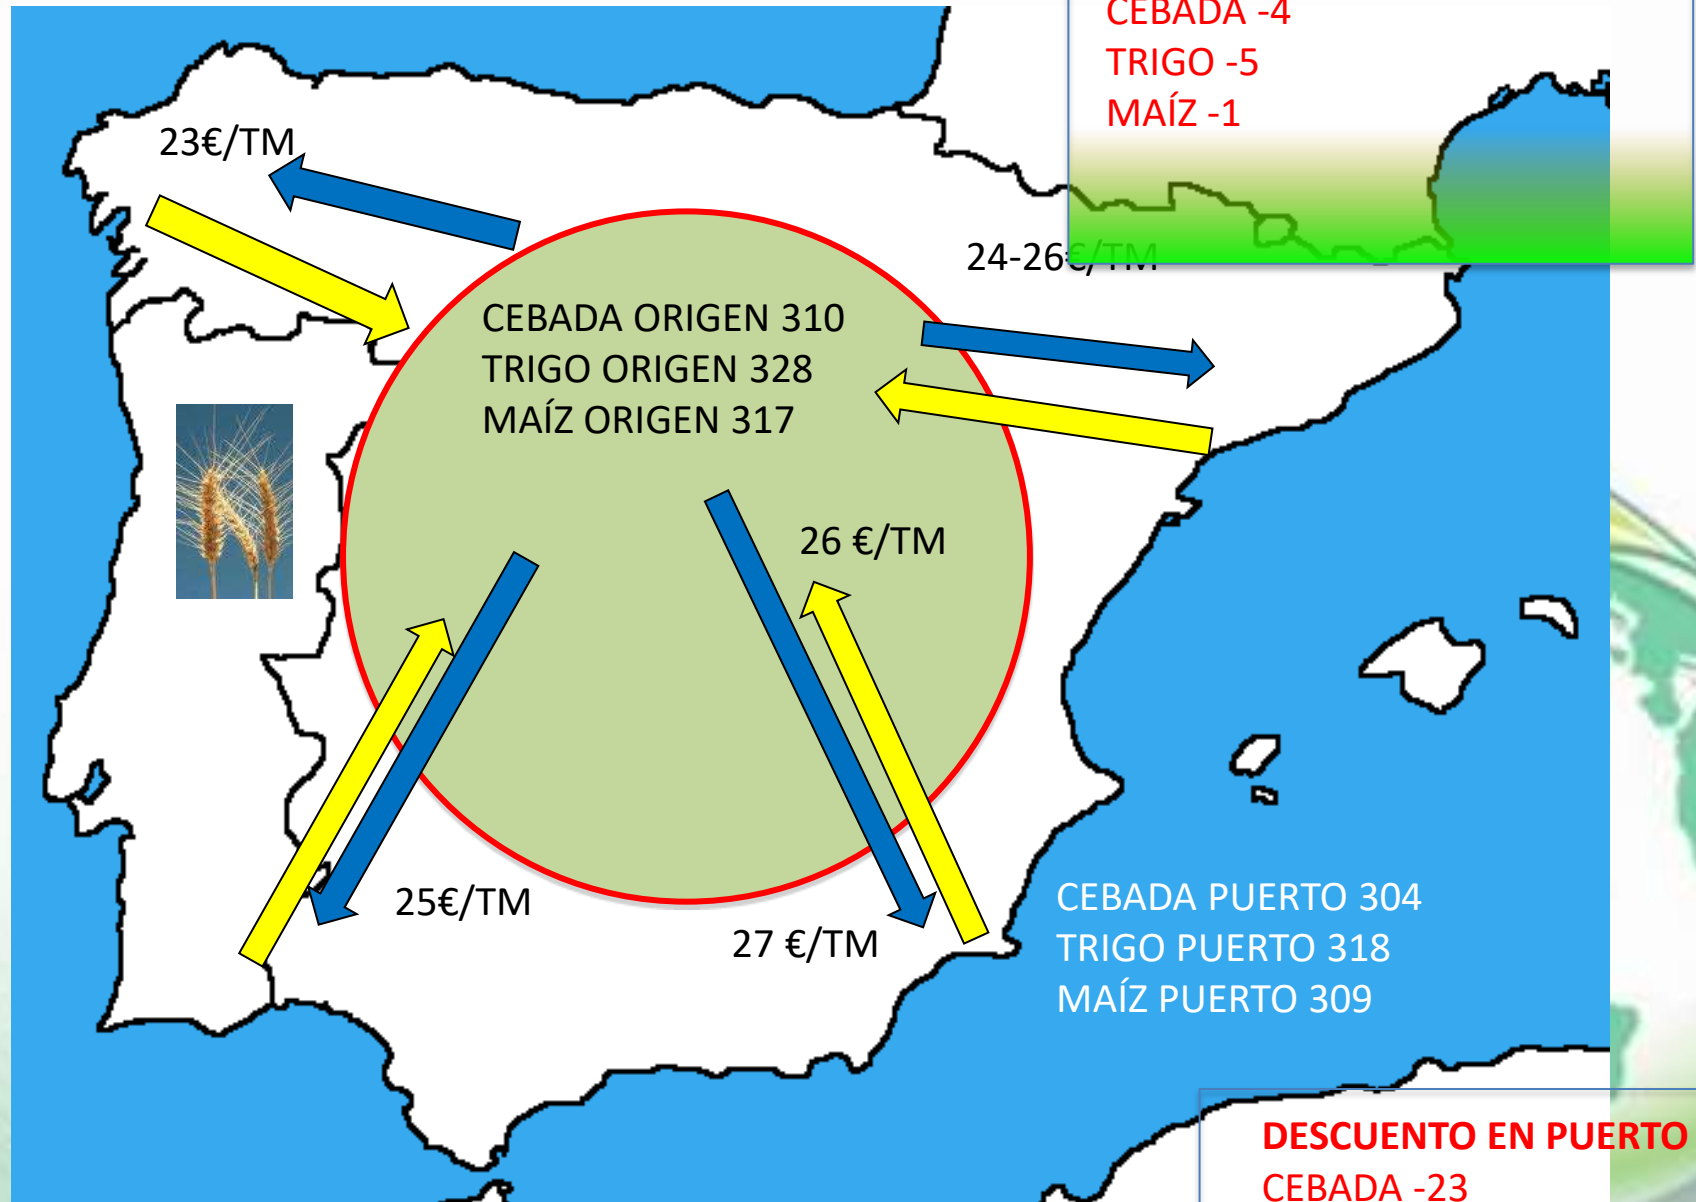 CEBADA -4
TRIGO -5
MAÍZ -1
23€/TM
24-26€/TM
CEBADA ORIGEN 310
TRIGO ORIGEN 328
MAÍZ ORIGEN 317
26 €/TM
25€/TM
27 €/TM
CEBADA PUERTO 304
TRIGO PUERTO 318
MAÍZ PUERTO 309
DESCUENTO EN PUERTO
CEBADA -23